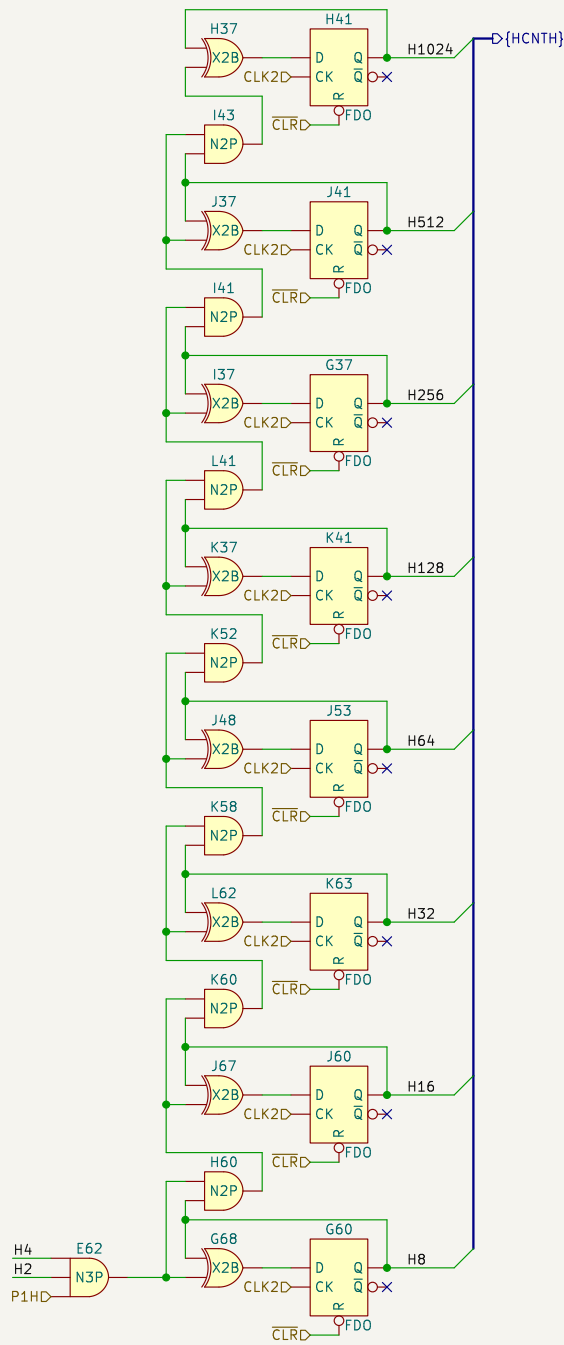 H37
H41
X2B
D
Q
H1024
{HCNTH}
CLK2
CK
Q
R
CLR
FDO
I43
N2P
J37
J41
X2B
D
Q
H512
CLK2
CK
Q
R
CLR
FDO
I41
N2P
I37
G37
X2B
D
Q
H256
CLK2
CK
Q
R
CLR
FDO
L41
N2P
K37
K41
X2B
D
Q
H128
CLK2
CK
Q
R
CLR
FDO
K52
N2P
J48
J53
X2B
D
Q
H64
CLK2
CK
Q
R
CLR
FDO
K58
N2P
L62
K63
X2B
D
Q
H32
CLK2
CK
Q
R
CLR
FDO
K60
N2P
J67
J60
X2B
D
Q
H16
CLK2
CK
Q
R
CLR
FDO
H60
N2P
G68
G60
X2B
D
Q
H8
CLK2
CK
Q
R
CLR
FDO
H4
H2
P1H
E62
N3P